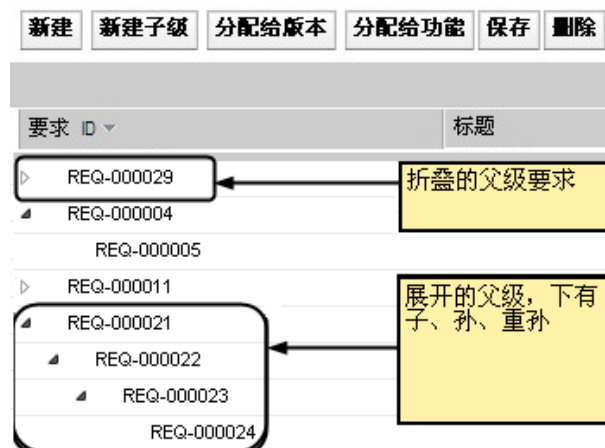 新建 新建子级 分配给版本 分配给功能 保存 删除
要求 ID 标题
REQ-000029 折叠的父级要求
REQ-000004
REQ-000005
REQ-000011 展开的父级，下有
REQ-000021 子、孙、重孙
REQ-000022
REQ-000023
REQ-000024